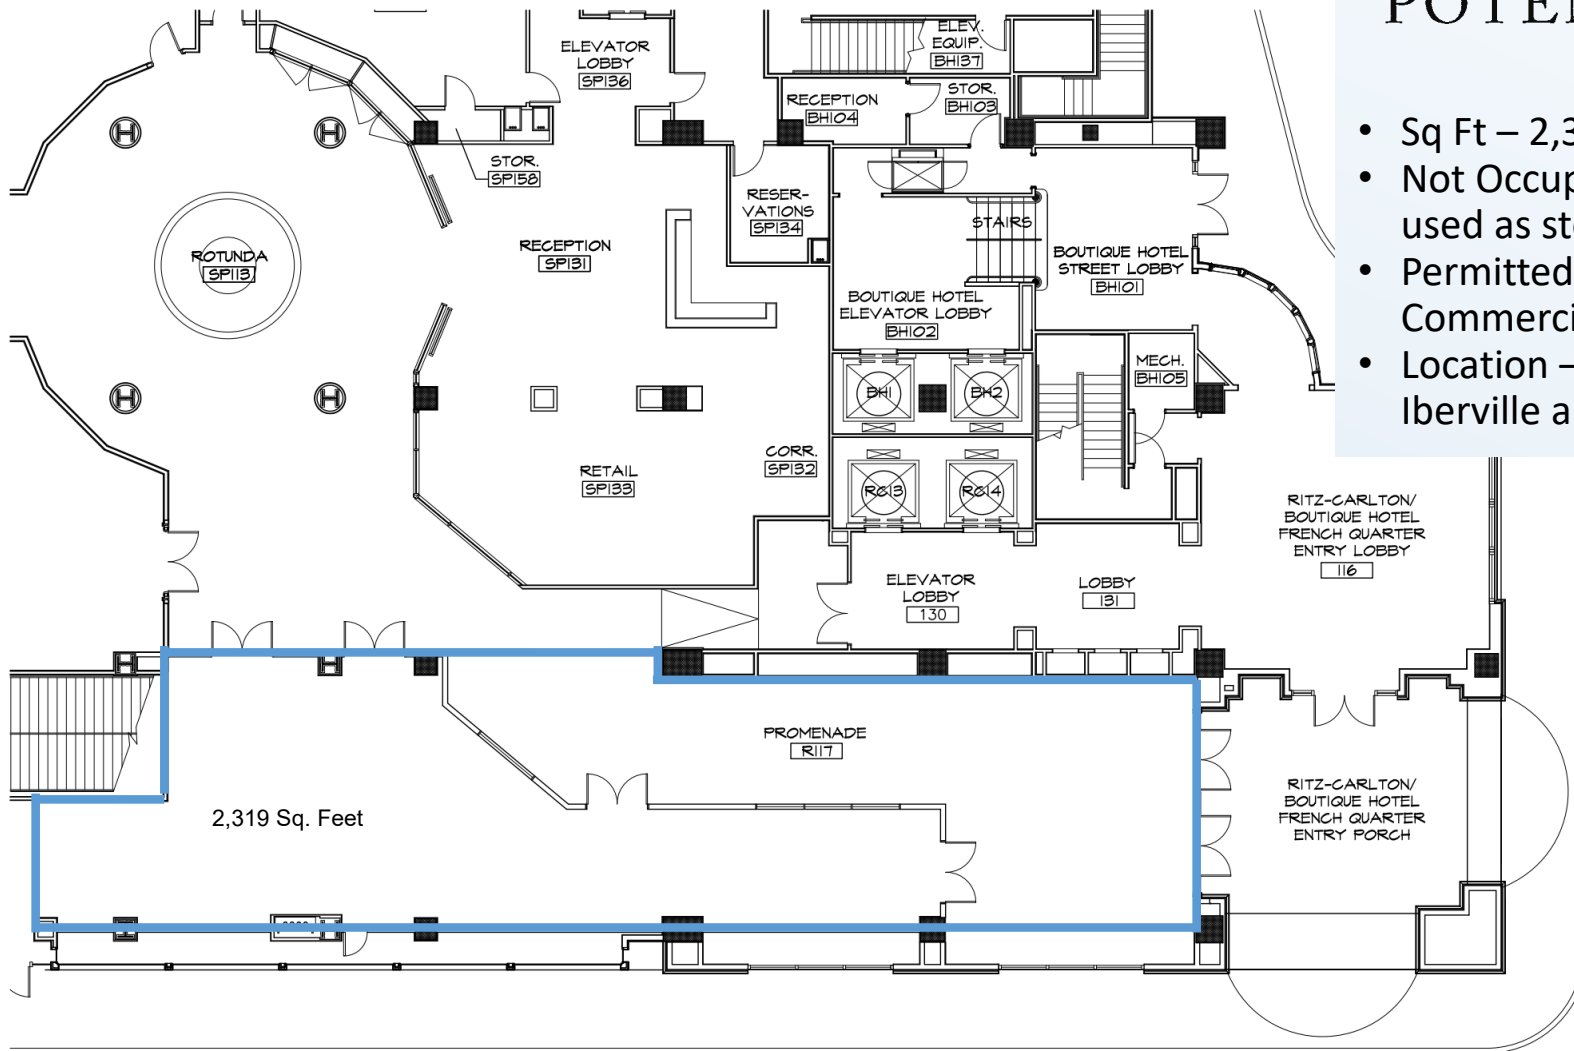 POTEN
• Sq Ft – 2,3
• Not Occup
used as sto
• Permitted
Commerci
• Location –
Iberville a
ELEVATOR
LOBBY
SP136
ELEV.
EQUIP.
BH137
RECEPTION
BH104
STOR.
BH103
STOR.
SP158
RESER-
VATIONS
SP134
STAIRS
ROTUNDA
SP113
RECEPTION
SP131
BOUTIQUE HOTEL
STREET LOBBY
BH101
BOUTIQUE HOTEL
ELEVATOR LOBBY
BH102
MECH.
BH105
BH1
BH2
CORR.
SP132
RETAIL
SP133
RC13
RC14
RITZ-CARLTON/
BOUTIQUE HOTEL
FRENCH QUARTER
ENTRY LOBBY
116
ELEVATOR
LOBBY
130
LOBBY
131
PROMENADE
R117
2,319 Sq. Feet
RITZ-CARLTON/
BOUTIQUE HOTEL
FRENCH QUARTER
ENTRY PORCH